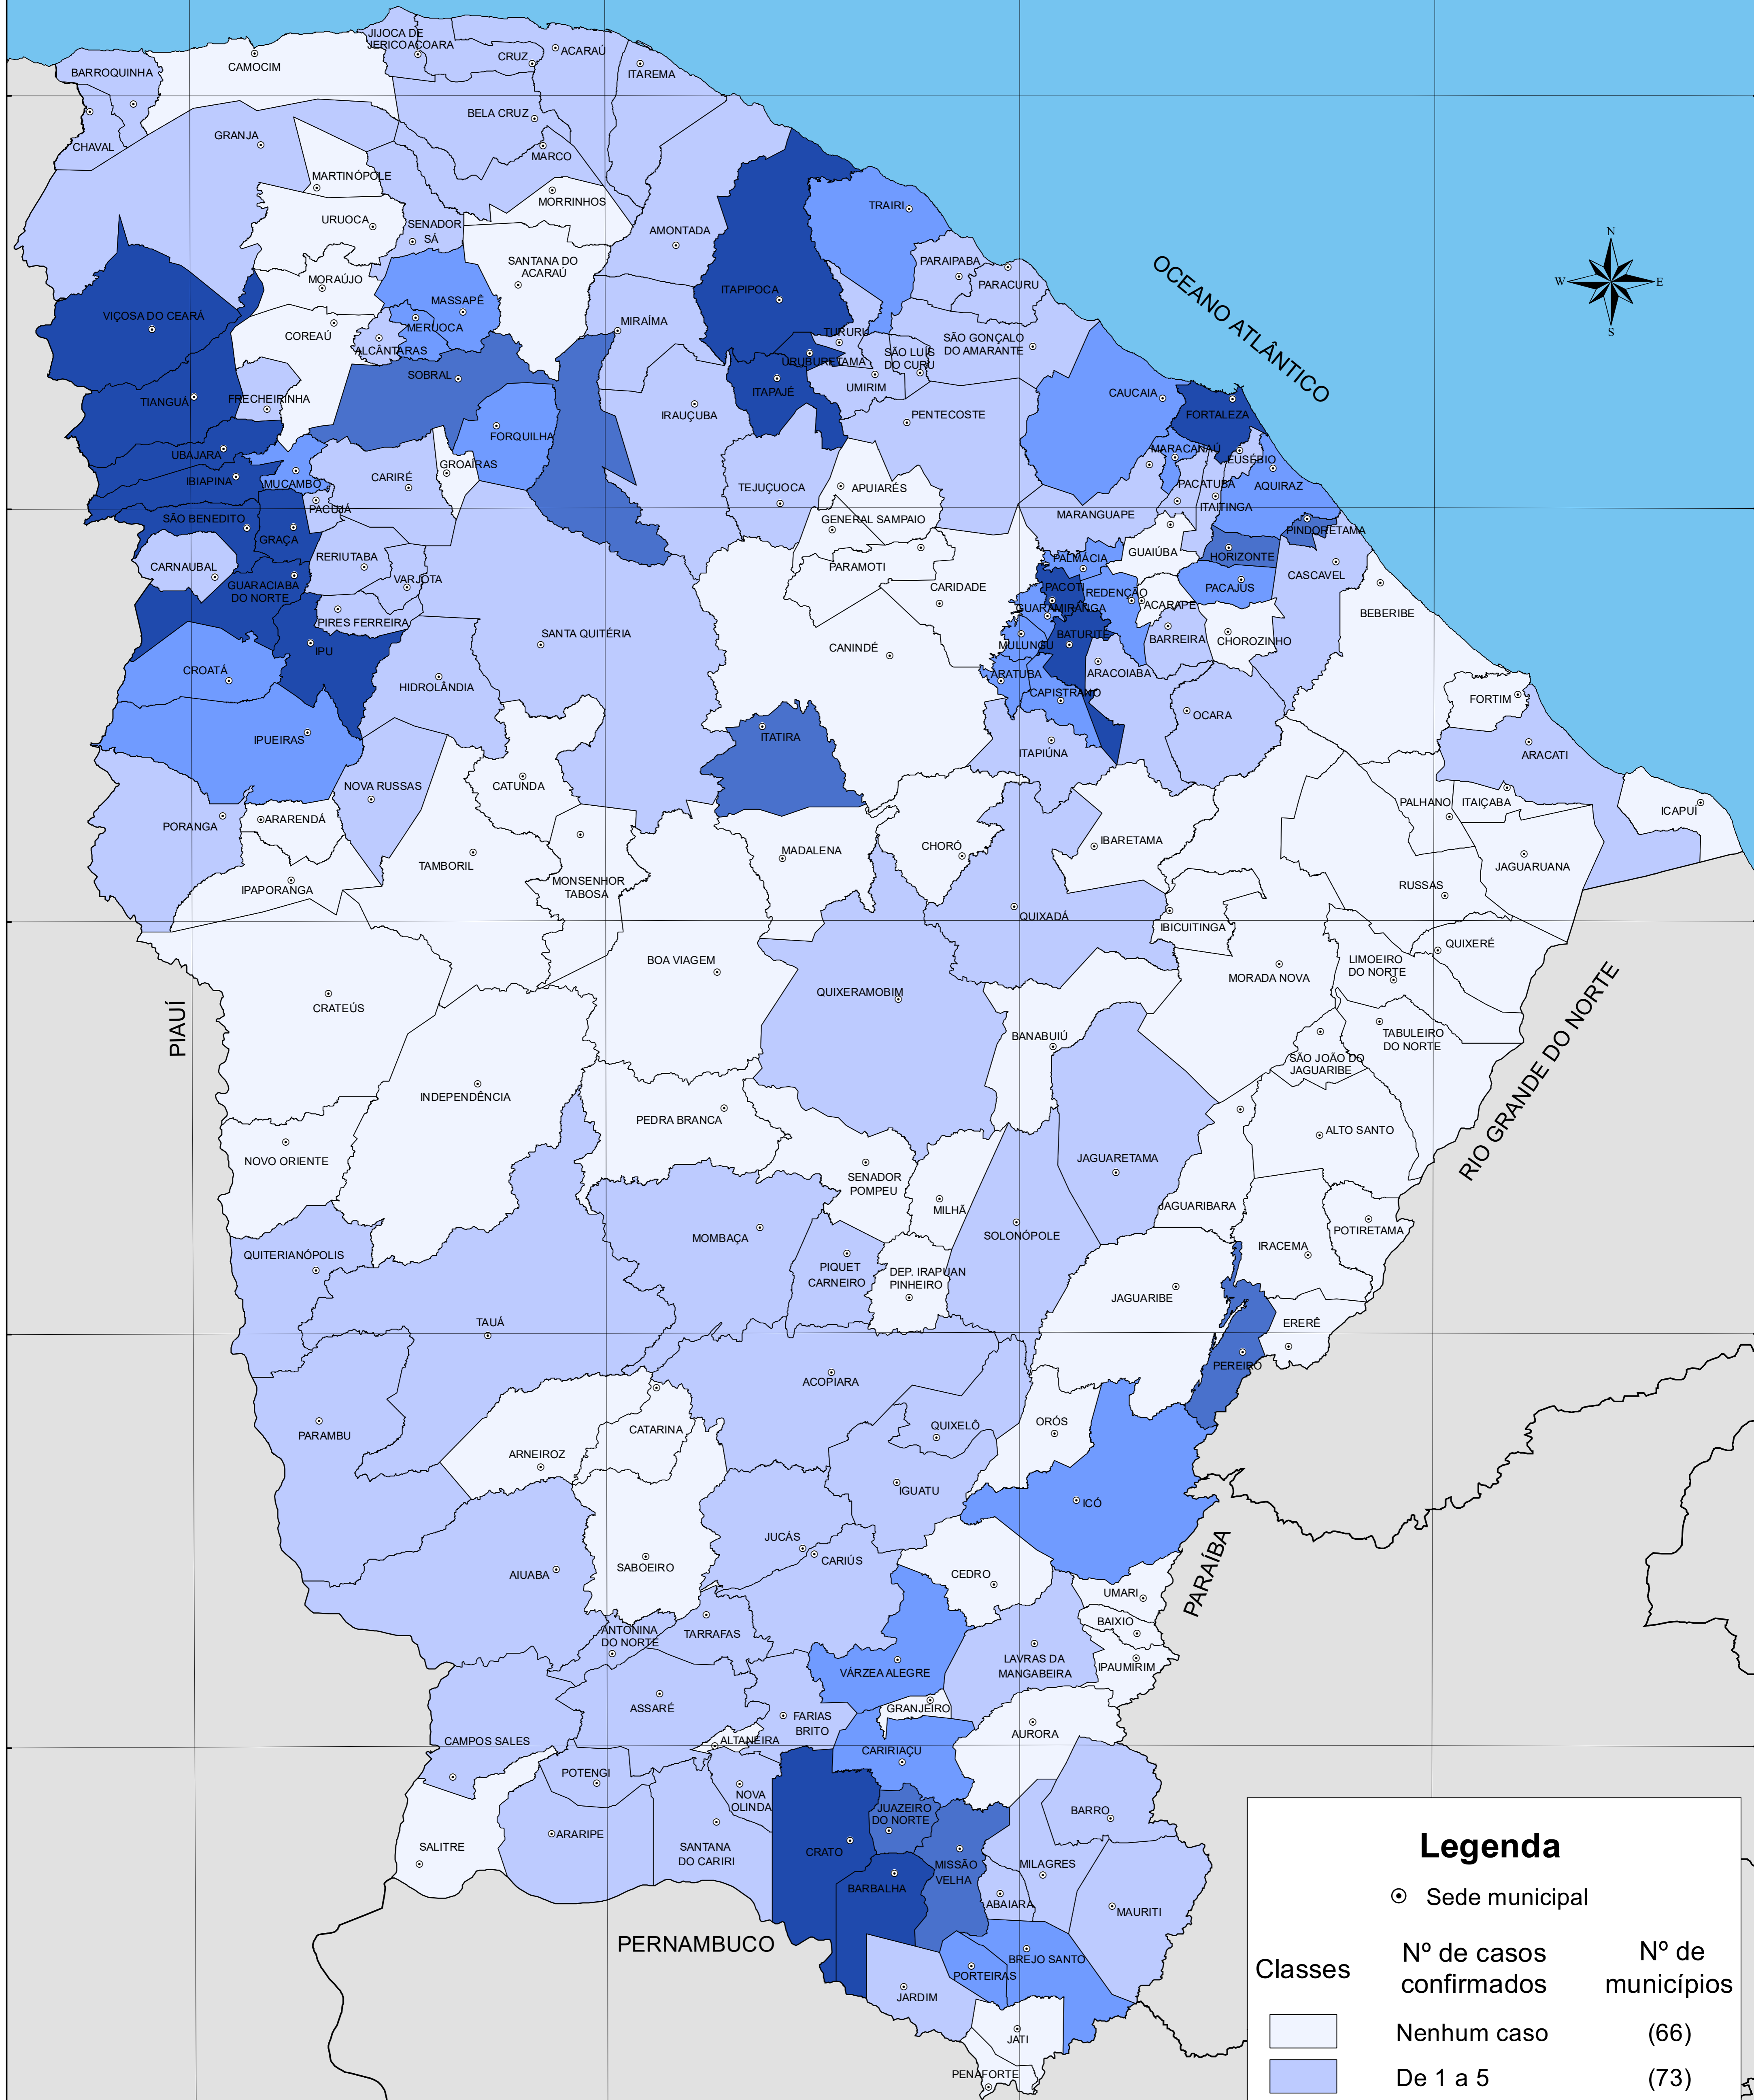 JIJOCA DE
JERICOACOARA
CRUZ
ACARAÚ
ITAREMA
BARROQUINHA
CAMOCIM
BELA CRUZ
CHAVAL
GRANJA
MARCO
MARTINÓPOLE
MORRINHOS
URUOCA
SENADOR
SÁ
AMONTADA
TRAIRI
N
W
E
S
SANTANA DO
ACARAÚ
PARAIPABA
PARACURU
OCEANO ATLÂNTICO
MORAÚJO
MASSAPÊ
ITAPIPOCA
VIÇOSA DO CEARÁ
MERUOCA
MIRAÍMA
TURURU
COREAÚ
ALCÂNTARAS
SÃO GONÇALO
DO AMARANTE
URUBURETAMA
SÃO LUÍS
DO CURU
SOBRAL
UMIRIM
ITAPAJÉ
CAUCAIA
TIANGUÁ
FRECHEIRINHA
IRAUÇUBA
PENTECOSTE
FORTALEZA
FORQUILHA
MARACANAÚ
UBAJARA
GROAÍRAS
EUSÉBIO
IBIAPINA
MUCAMBO
CARIRÉ
TEJUÇUOCA
APUIARÉS
PACATUBA
AQUIRAZ
ITAITINGA
PACUJÁ
MARANGUAPE
SÃO BENEDITO
GENERAL SAMPAIO
PINDORETAMA
GRAÇA
RERIUTABA
GUAIÚBA
HORIZONTE
CARNAUBAL
PARAMOTI
PALMÁCIA
VARJOTA
CASCAVEL
GUARACIABA
DO NORTE
CARIDADE
PACOTI
REDENÇÃO
PACAJUS
ACARAPE
GUARAMIRANGA
BEBERIBE
PIRES FERREIRA
SANTA QUITÉRIA
BATURITÉ
BARREIRA
CHOROZINHO
IPU
CANINDÉ
MULUNGU
CROATÁ
ARATUBA
ARACOIABA
HIDROLÂNDIA
CAPISTRANO
FORTIM
OCARA
IPUEIRAS
ITATIRA
ITAPIÚNA
ARACATI
NOVA RUSSAS
CATUNDA
PALHANO
ITAIÇABA
ICAPUÍ
PORANGA
ARARENDÁ
IBARETAMA
CHORÓ
MADALENA
TAMBORIL
JAGUARUANA
IPAPORANGA
MONSENHOR
TABOSA
RUSSAS
QUIXADÁ
IBICUITINGA
QUIXERÉ
BOA VIAGEM
LIMOEIRO
DO NORTE
MORADA NOVA
QUIXERAMOBIM
CRATEÚS
PIAUÍ
BANABUIÚ
TABULEIRO
DO NORTE
SÃO JOÃO DO
JAGUARIBE
RIO GRANDE DO NORTE
INDEPENDÊNCIA
PEDRA BRANCA
ALTO SANTO
NOVO ORIENTE
JAGUARETAMA
SENADOR
POMPEU
MILHÃ
JAGUARIBARA
POTIRETAMA
SOLONÓPOLE
MOMBAÇA
IRACEMA
QUITERIANÓPOLIS
PIQUET
CARNEIRO
DEP. IRAPUAN
PINHEIRO
JAGUARIBE
TAUÁ
ERERÊ
PEREIRO
ACOPIARA
ORÓS
PARAMBU
CATARINA
QUIXELÔ
ARNEIROZ
IGUATU
ICÓ
JUCÁS
CARIÚS
PARAÍBA
AIUABA
SABOEIRO
CEDRO
UMARI
BAIXIO
ANTONINA
DO NORTE
TARRAFAS
LAVRAS DA
MANGABEIRA
IPAUMIRIM
VÁRZEA ALEGRE
ASSARÉ
GRANJEIRO
FARIAS
BRITO
AURORA
CAMPOS SALES
ALTANEIRA
CARIRIAÇU
POTENGI
NOVA
OLINDA
JUAZEIRO
DO NORTE
BARRO
ARARIPE
SALITRE
SANTANA
DO CARIRI
CRATO
MISSÃO
VELHA
MILAGRES
BARBALHA
ABAIARA
MAURITI
PERNAMBUCO
BREJO SANTO
PORTEIRAS
JARDIM
JATI
PENAFORTE
Legenda
Sede municipal
Classes
Nº de casos
confirmados
Nº de
municípios
Nenhum caso
(66)
De 1 a 5
(73)